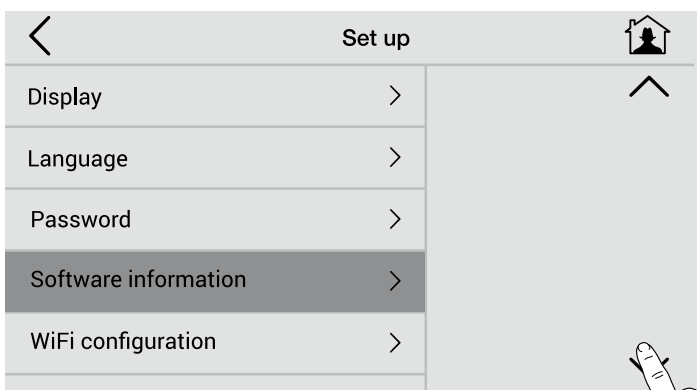 Set up
Display
Language
Password
Software information
WiFi configuration